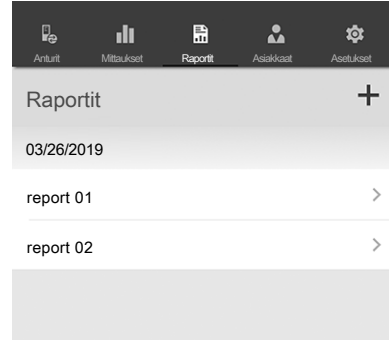 Anturit Mittaukset Raportit Asiakkaat Asetukset
Raportit
03/26/2019
report 01
report 02